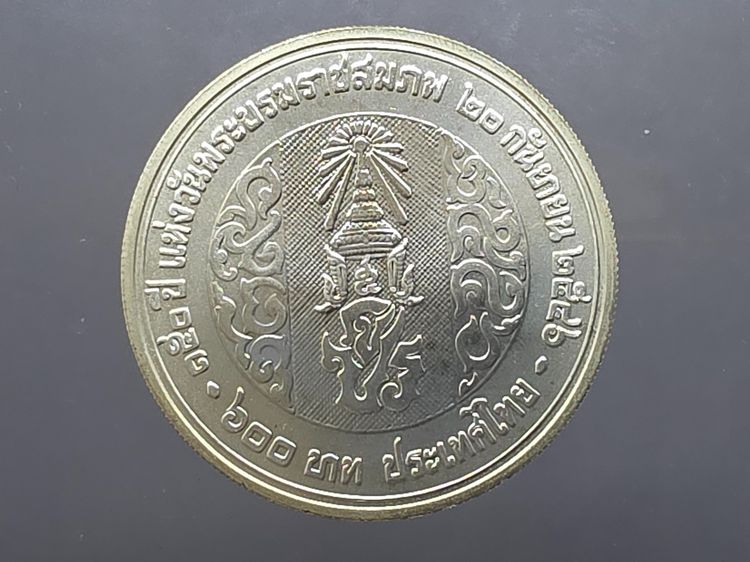 ๑๕๐ ปี แห่งวันพระบรมราชสมภพ ๒๐ กันยายน ๒๕๔๖
๖๐๐ บาท ประเทศไทย